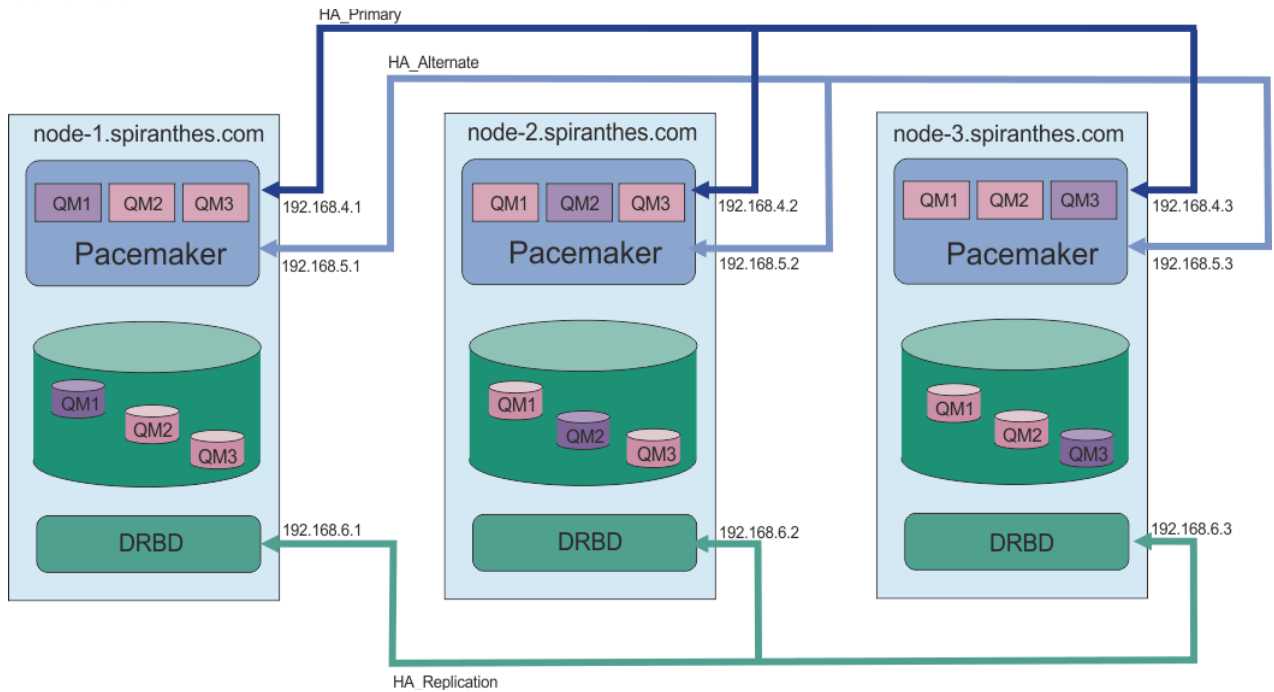 HA_Primary
HA_Alternate
node-1.spiranthes.com
QM1 QM2 QM3
Pacemaker
192.168.4.1
192.168.5.1
QM1
QM2
QM3
DRBD
192.168.6.1
node-2.spiranthes.com
QM1 QM2 QM3
Pacemaker
192.168.4.2
192.168.5.2
QM1
QM2
QM3
DRBD
192.168.6.2
node-3.spiranthes.com
QM1 QM2 QM3
Pacemaker
192.168.4.3
192.168.5.3
QM1
QM2
QM3
DRBD
192.168.6.3
HA_Replication